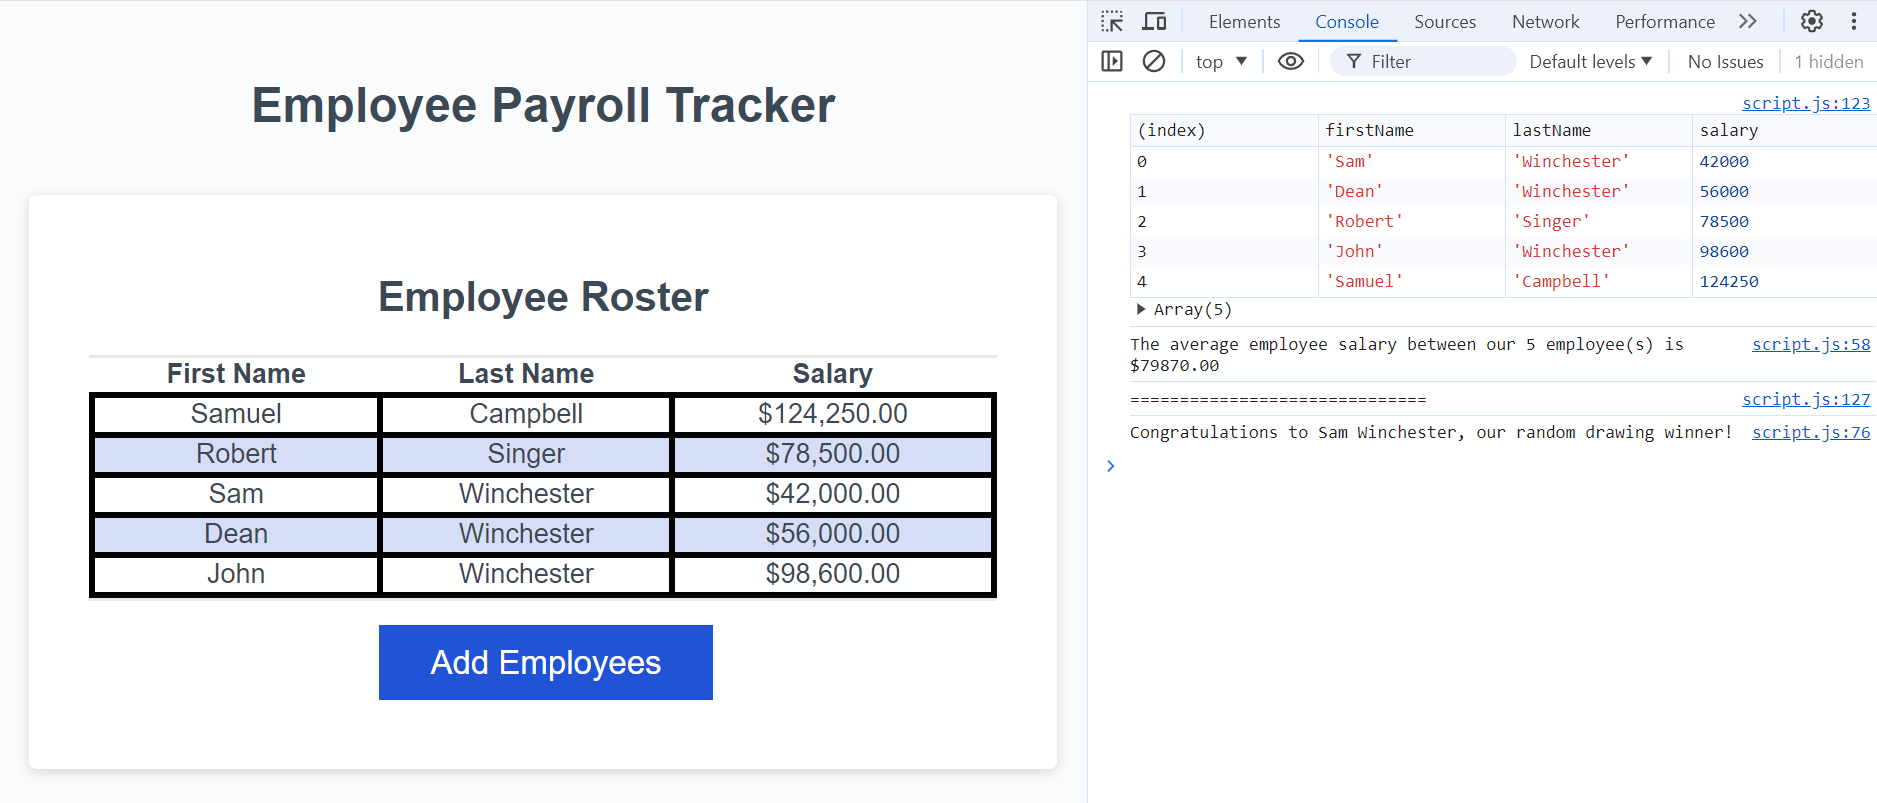 Employee Payroll Tracker
Employee Roster
First Name Last Name Salary
Samuel Campbell $124,250.00
Robert Singer $78,500.00
Sam Winchester $42,000.00
Dean Winchester $56,000.00
John Winchester $98,600.00
Add Employees
Elements Console Sources Network Performance
top Filter Default levels No Issues 1 hidden
script.js:123
(index) firstName lastName salary
0 'Sam' 'Winchester' 42000
1 'Dean' 'Winchester' 56000
2 'Robert' 'Singer' 78500
3 'John' 'Winchester' 98600
4 'Samuel' 'Campbell' 124250
Array(5)
The average employee salary between our 5 employee(s) is script.js:58
$79870.00
============================== script.js:127
Congratulations to Sam Winchester, our random drawing winner! script.js:76